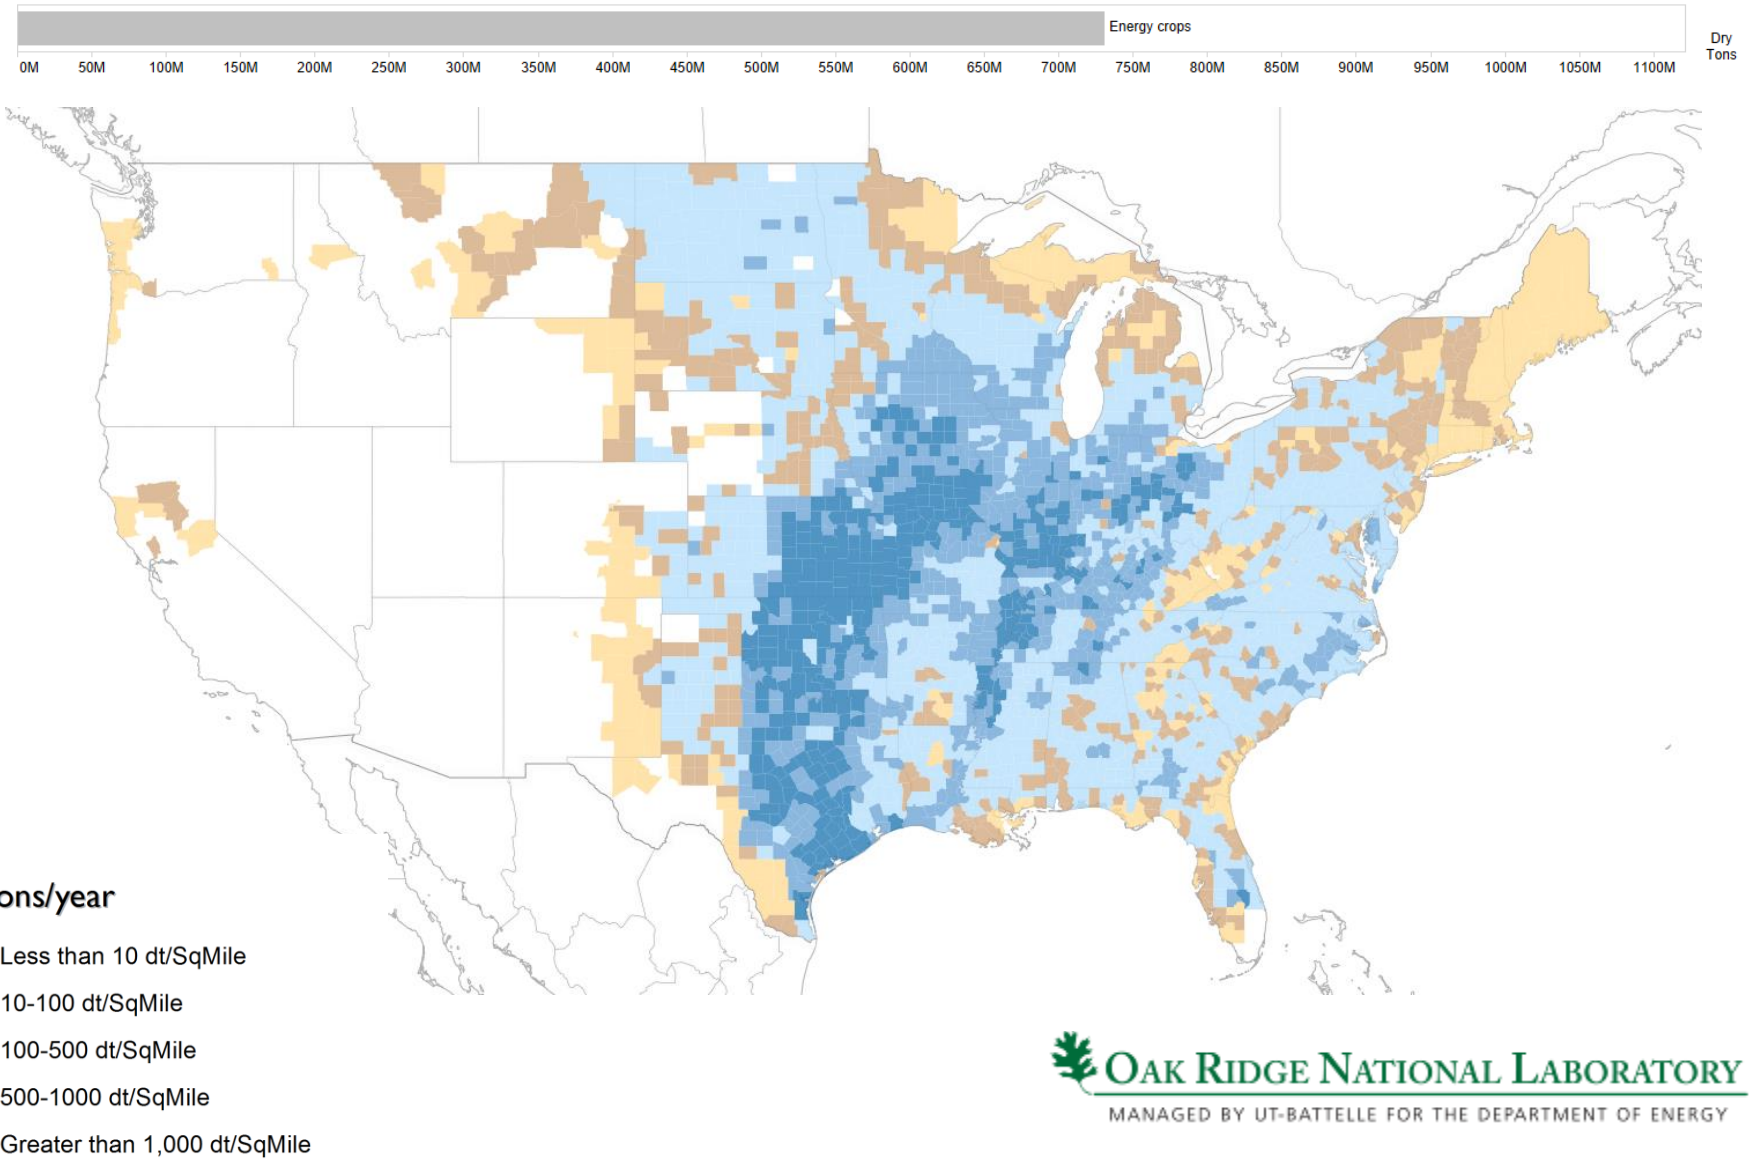 Energy crops
Dry
Tons
0M 50M 100M 150M 200M 250M 300M 350M 400M 450M 500M 550M 600M 650M 700M 750M 800M 850M 900M 950M 1000M 1050M 1100M
ons/year
Less than 10 dt/SqMile
10-100 dt/SqMile
100-500 dt/SqMile
500-1000 dt/SqMile
Greater than 1,000 dt/SqMile
OAK RIDGE NATIONAL LABORATORY
MANAGED BY UT-BATTELLE FOR THE DEPARTMENT OF ENERGY